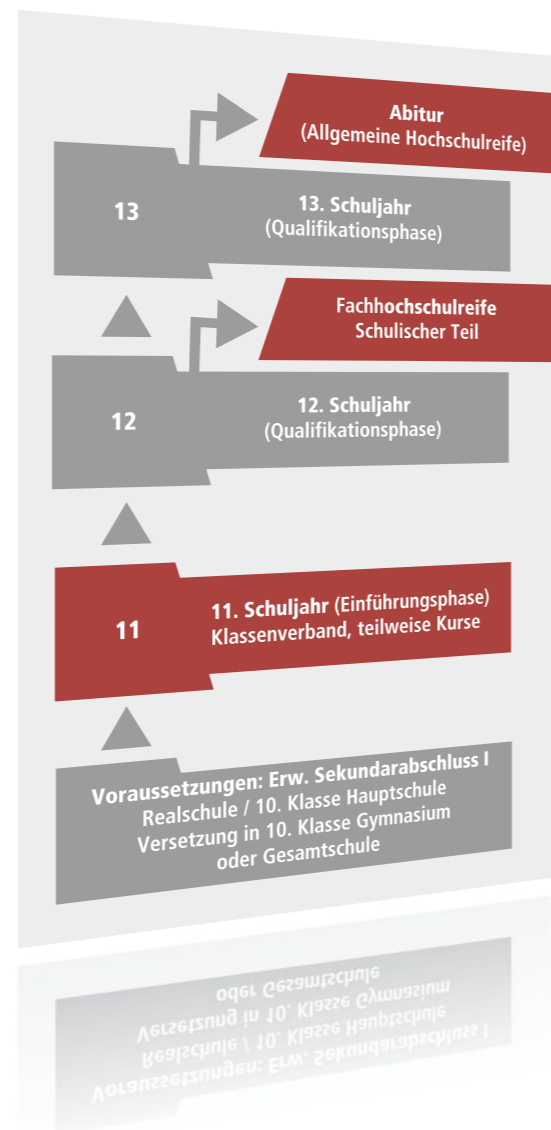 Abitur
(Allgemeine Hochschulreife)
13
13. Schuljahr
(Qualifikationsphase)
Fachhochschulreife
Schulischer Teil
12
12. Schuljahr
(Qualifikationsphase)
11
11. Schuljahr (Einführungsphase)
Klassenverband, teilweise Kurse
Voraussetzungen: Erw. Sekundarabschluss I
Realschule / 10. Klasse Hauptschule
Versetzung in 10. Klasse Gymnasium
oder Gesamtschule